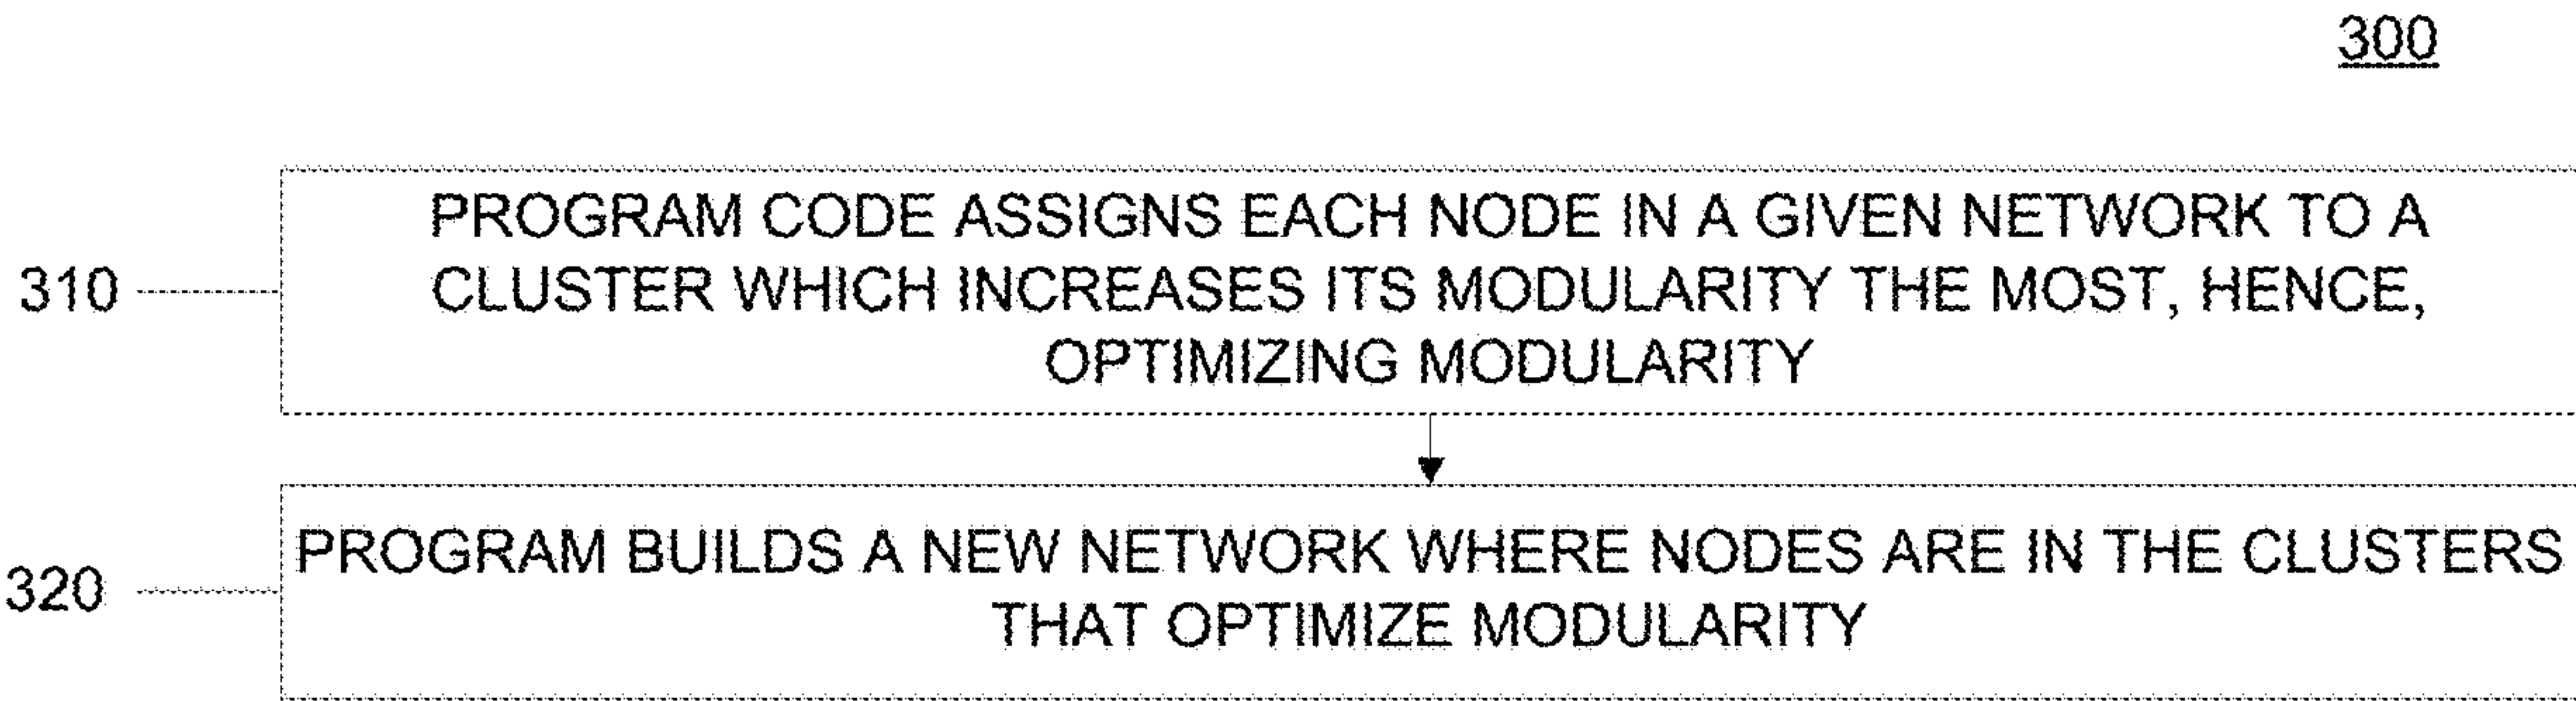 300
PROGRAM CODE ASSIGNS EACH NODE IN A GIVEN NETWORK TO A
310
CLUSTER WHICH INCREASES ITS MODULARITY THE MOST, HENCE,
OPTIMIZING MODULARITY
PROGRAM BUILDS A NEW NETWORK WHERE NODES ARE IN THE CLUSTERS
320
THAT OPTIMIZE MODULARITY